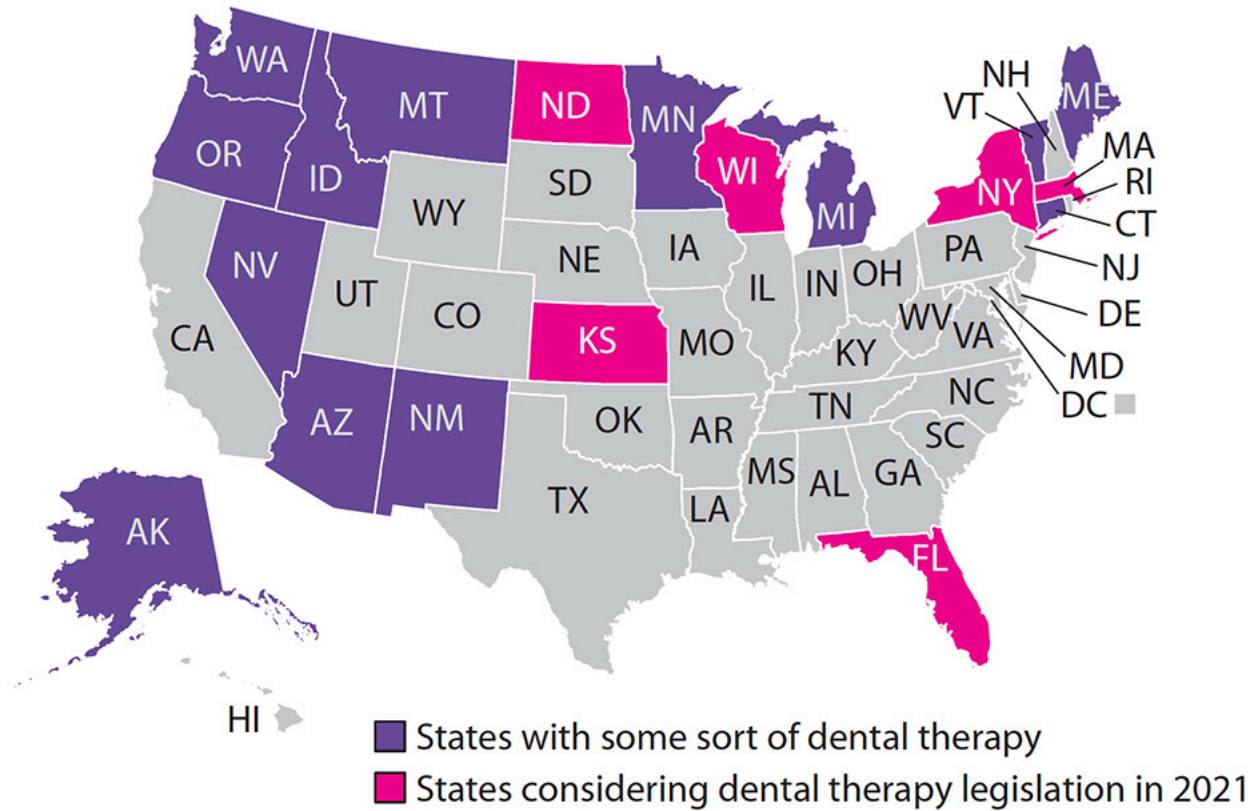 WA
MT
ND
MN
NH
VT
ME
OR
ID
SD
WI
MI
NY
MA
RI
CT
WY
NV
UT
CO
NE
IA
IL
IN
OH
PA
NJ
DE
CA
KS
MO
KY
WV
VA
MD
DC
AZ
NM
OK
AR
TN
NC
SC
TX
LA
MS
AL
GA
FL
AK
HI
States with some sort of dental therapy
States considering dental therapy legislation in 2021